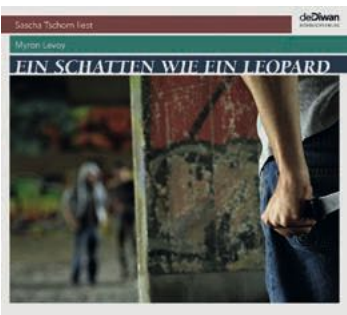 Sascha Tschorn liest
deDiwan
Myron Levoy
EIN SCHATTEN WIE EIN LEOPARD